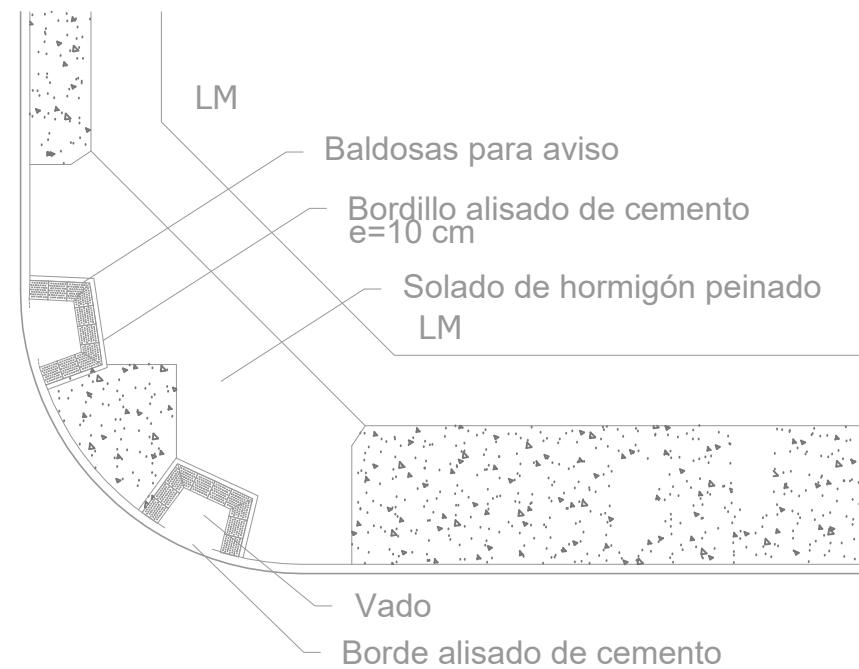 LM
Baldosas para aviso
Bordillo alisado de cemento
e=10 cm
Solado de hormigón peinado
LM
Vado
Borde alisado de cemento